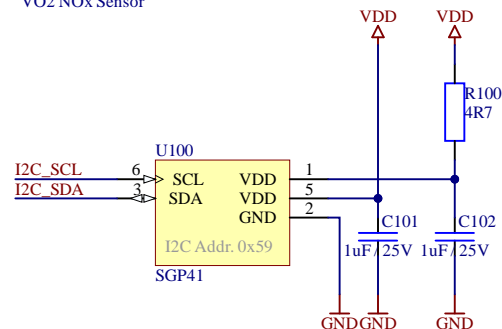 VO2 NOx Sensor
VDD VDD
R100
4R7
U100
I2C_SCL 6 SCL VDD 1
I2C_SDA 3 SDA VDD 5
GND 2
I2C Addr. 0x59
SGP41
C101 C102
1uF/25V 1uF/25V
GND GND GND